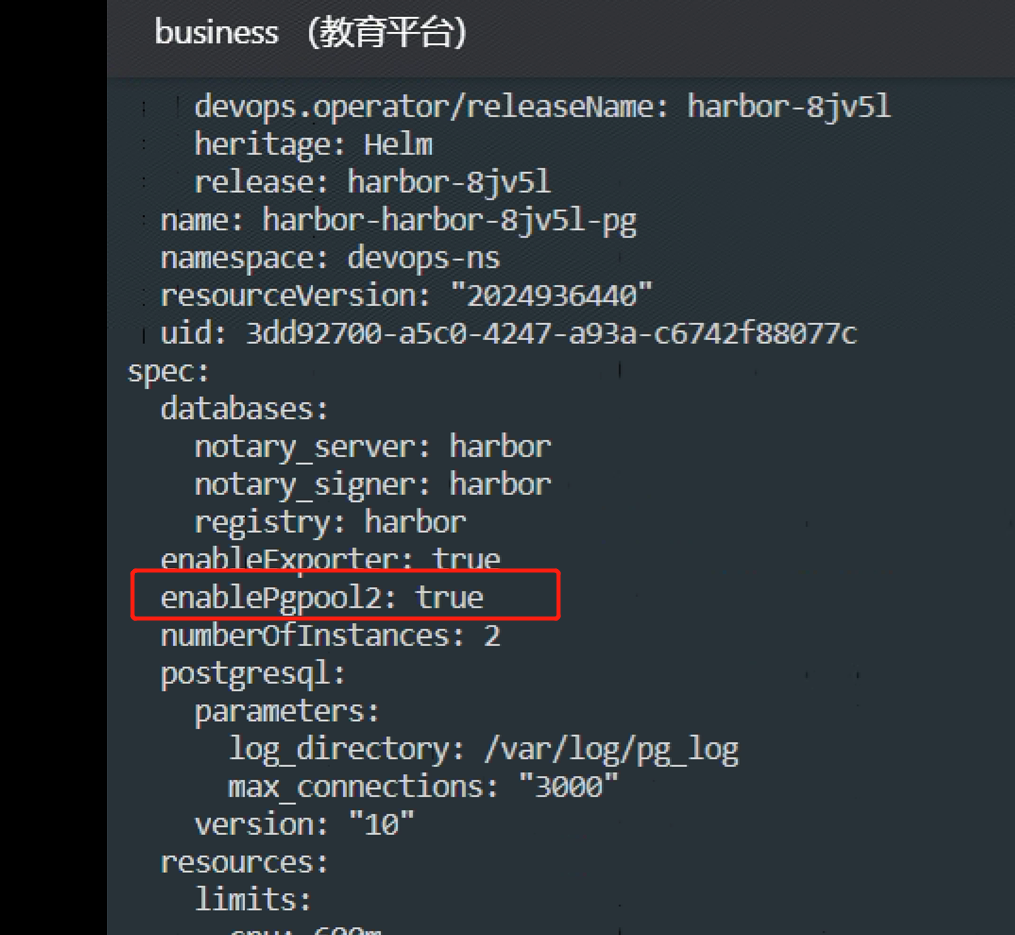 business （教育平台）
devops.operator/releaseName: harbor-8jv5l
heritage: Helm
release: harbor-8jv5l
name: harbor-harbor-8jv5l-pg
namespace: devops-ns
resourceVersion: "2024936440"
uid: 3dd92700-a5c0-4247-a93a-c6742f88077c
spec:
databases:
notary_server: harbor
notary_signer: harbor
registry: harbor
enableExporter: true
enablePgpool2: true
numberOfInstances: 2
postgresql:
parameters:
log_directory: /var/log/pg_log
max_connections: "3000"
version: "10"
resources:
limits:
cpu: 600m